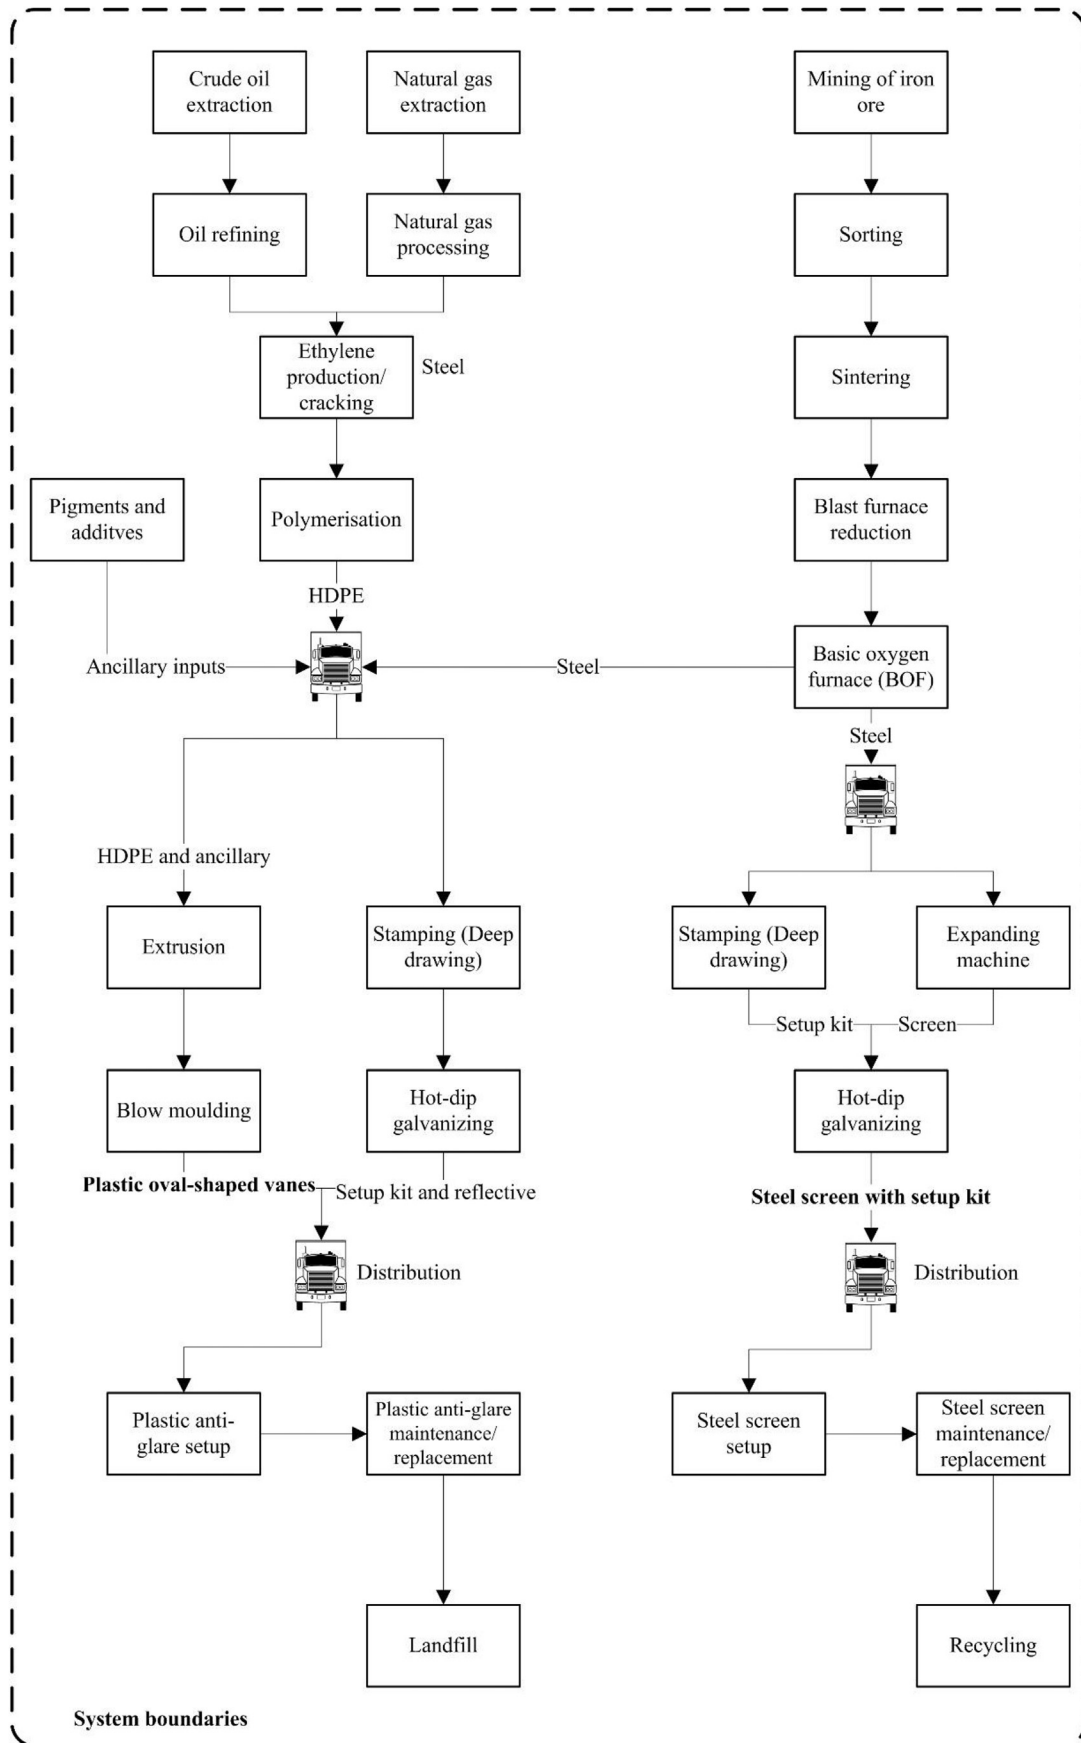 Crude oil
extraction
Natural gas
extraction
Mining of iron
ore
Oil refining
Natural gas
processing
Sorting
Ethylene
production/
cracking
Steel
Sintering
Pigments and
additves
Polymerisation
Blast furnace
reduction
HDPE
Ancillary inputs
Steel
Basic oxygen
furnace (BOF)
Steel
HDPE and ancillary
Extrusion
Stamping (Deep
drawing)
Stamping (Deep
drawing)
Expanding
machine
Setup kit
Screen
Blow moulding
Hot-dip
galvanizing
Hot-dip
galvanizing
Plastic oval-shaped vanes
Setup kit and reflective
Steel screen with setup kit
Distribution
Distribution
Plastic anti-
glare setup
Plastic anti-glare
maintenance/
replacement
Steel screen
setup
Steel screen
maintenance/
replacement
Landfill
Recycling
System boundaries